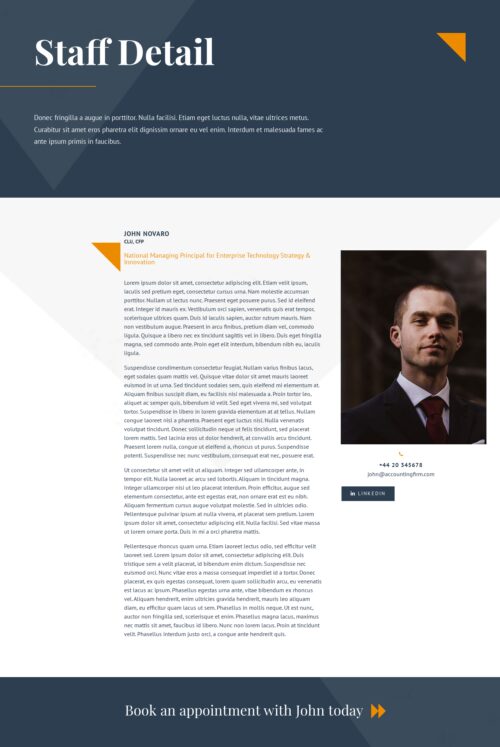 Staff Detail
Donec fringilla a augue in porttitor. Nulla facilisi. Etiam eget luctus nulla, vitae ultrices metus.
Curabitur sit amet eros pharetra elit dignissim ornare eu vel enim. Interdum et malesuada fames ac
ante ipsum primis in faucibus.
JOHN NOVARO
CLU, CFP
National Managing Principal for Enterprise Technology Strategy &
Innovation
Lorem ipsum dolor sit amet, consectetur adipiscing elit. Etiam velit ipsum,
iaculis sed pretium eget, consectetur cursus urna. Nam molestie accumsan
porttitor. Nullam ut lectus nunc. Praesent eget posuere purus. Sed id eleifend
erat. Integer id mauris ex. Vestibulum orci sapien, venenatis quis erat tempor,
scelerisque ultrices quam. Duis id iaculis sapien, auctor rutrum mauris. Nam
non vestibulum augue. Praesent in arcu finibus, pretium diam vel, commodo
ligula. Quisque a libero nec ex tincidunt sagittis vel in libero. Duis eget fringilla
magna, sed commodo ante. Proin eget elit interdum, bibendum nibh eu, iaculis
ligula.
Suspendisse condimentum consectetur feugiat. Nullam varius finibus lacus,
eget sodales quam mattis vel. Quisque vitae dolor sit amet mauris laoreet
euismod in ut urna. Sed tincidunt sodales sem, quis eleifend mi elementum at.
Aliquam finibus suscipit diam, eu facilisis nisl malesuada a. Proin tortor leo,
aliquet ac semper quis, bibendum id velit. Sed eget viverra mi, sed volutpat
tortor. Suspendisse in libero in lorem gravida elementum at at tellus. Nullam
congue laoreet nisl a pharetra. Praesent eget lacus nisl. Nulla venenatis
volutpat tincidunt. Donec sollicitudin neque ut felis tincidunt, sed placerat
lorem mattis. Sed lacinia eros ut dolor hendrerit, at convallis arcu tincidunt.
Praesent lorem nulla, congue sed purus vel, ornare efficitur purus. Suspendisse
potenti. Suspendisse nec nunc vestibulum, consequat erat nec, posuere erat.
Ut consectetur sit amet velit ut aliquam. Integer sed ullamcorper ante, in
tempor elit. Nulla laoreet ac arcu sed lobortis. Aliquam in tincidunt magna.
Integer ullamcorper nisi ut leo placerat interdum. Proin efficitur, augue sed
elementum consectetur, ante est egestas erat, non ornare erat est eu nibh.
Aliquam fermentum cursus augue volutpat molestie. Sed in ultricies odio.
Pellentesque pulvinar ipsum at nulla viverra, et placerat sem pretium. Lorem
ipsum dolor sit amet, consectetur adipiscing elit. Nulla facilisi. Sed vitae massa
ut lorem ornare porta. Duis in mi a orci pharetra mattis.
Pellentesque rhoncus quam urna. Etiam laoreet lectus odio, sed efficitur velit
laoreet sed. Lorem ipsum dolor sit amet, consectetur adipiscing elit. Duis
tristique sem a velit placerat, id bibendum enim dictum. Suspendisse nec
euismod orci. Nunc vitae eros a massa consequat imperdiet id a tortor. Donec
placerat, ex quis egestas consequat, lorem quam sollicitudin arcu, eu venenatis
est lacus ac ipsum. Phasellus egestas urna ante, vitae bibendum ex rhoncus
vel. Aliquam hendrerit, enim ultricies gravida hendrerit, mauris leo aliquam
diam, eu efficitur quam lacus ut sem. Phasellus in mollis neque. Ut est nunc,
auctor non fringilla sed, scelerisque et enim. Phasellus magna lacus, maximus
nec mattis sit amet, faucibus id libero. Nunc non lorem lacus. Proin at tincidunt
velit. Phasellus interdum justo orci, a congue ante hendrerit quis.
+44 20 345678
john@accountingfirm.com
in LINKEDIN
Book an appointment with John today